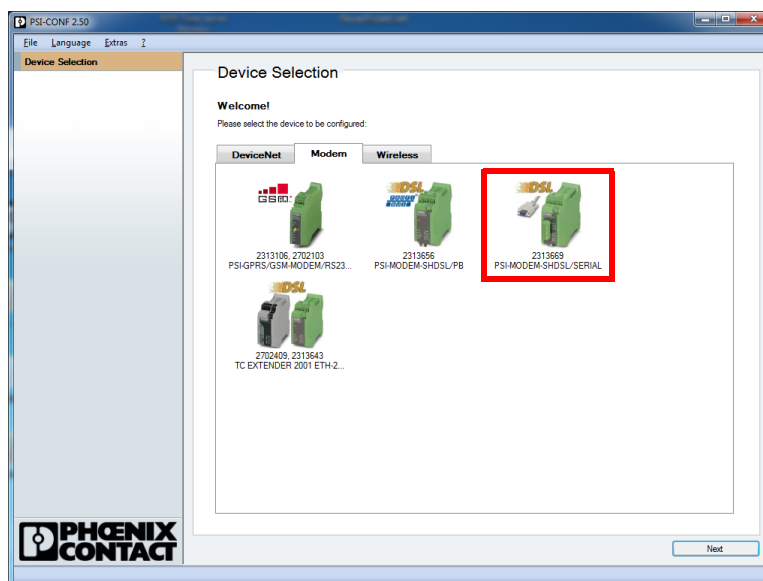 PSI-CONF 2.50
File Language Extras ?
Device Selection
Device Selection
Welcome!
Please select the device to be configured:
DeviceNet Modem Wireless
GSM
DSL
DSL
2313106, 2702103
PSI-GPRS/GSM-MODEM/RS23...
2313656
PSI-MODEM-SHDSL/PB
2313669
PSI-MODEM-SHDSL/SERIAL
DSL
2702409, 2313643
TC EXTENDER 2001 ETH-2...
PHŒNIX
CONTACT
Next